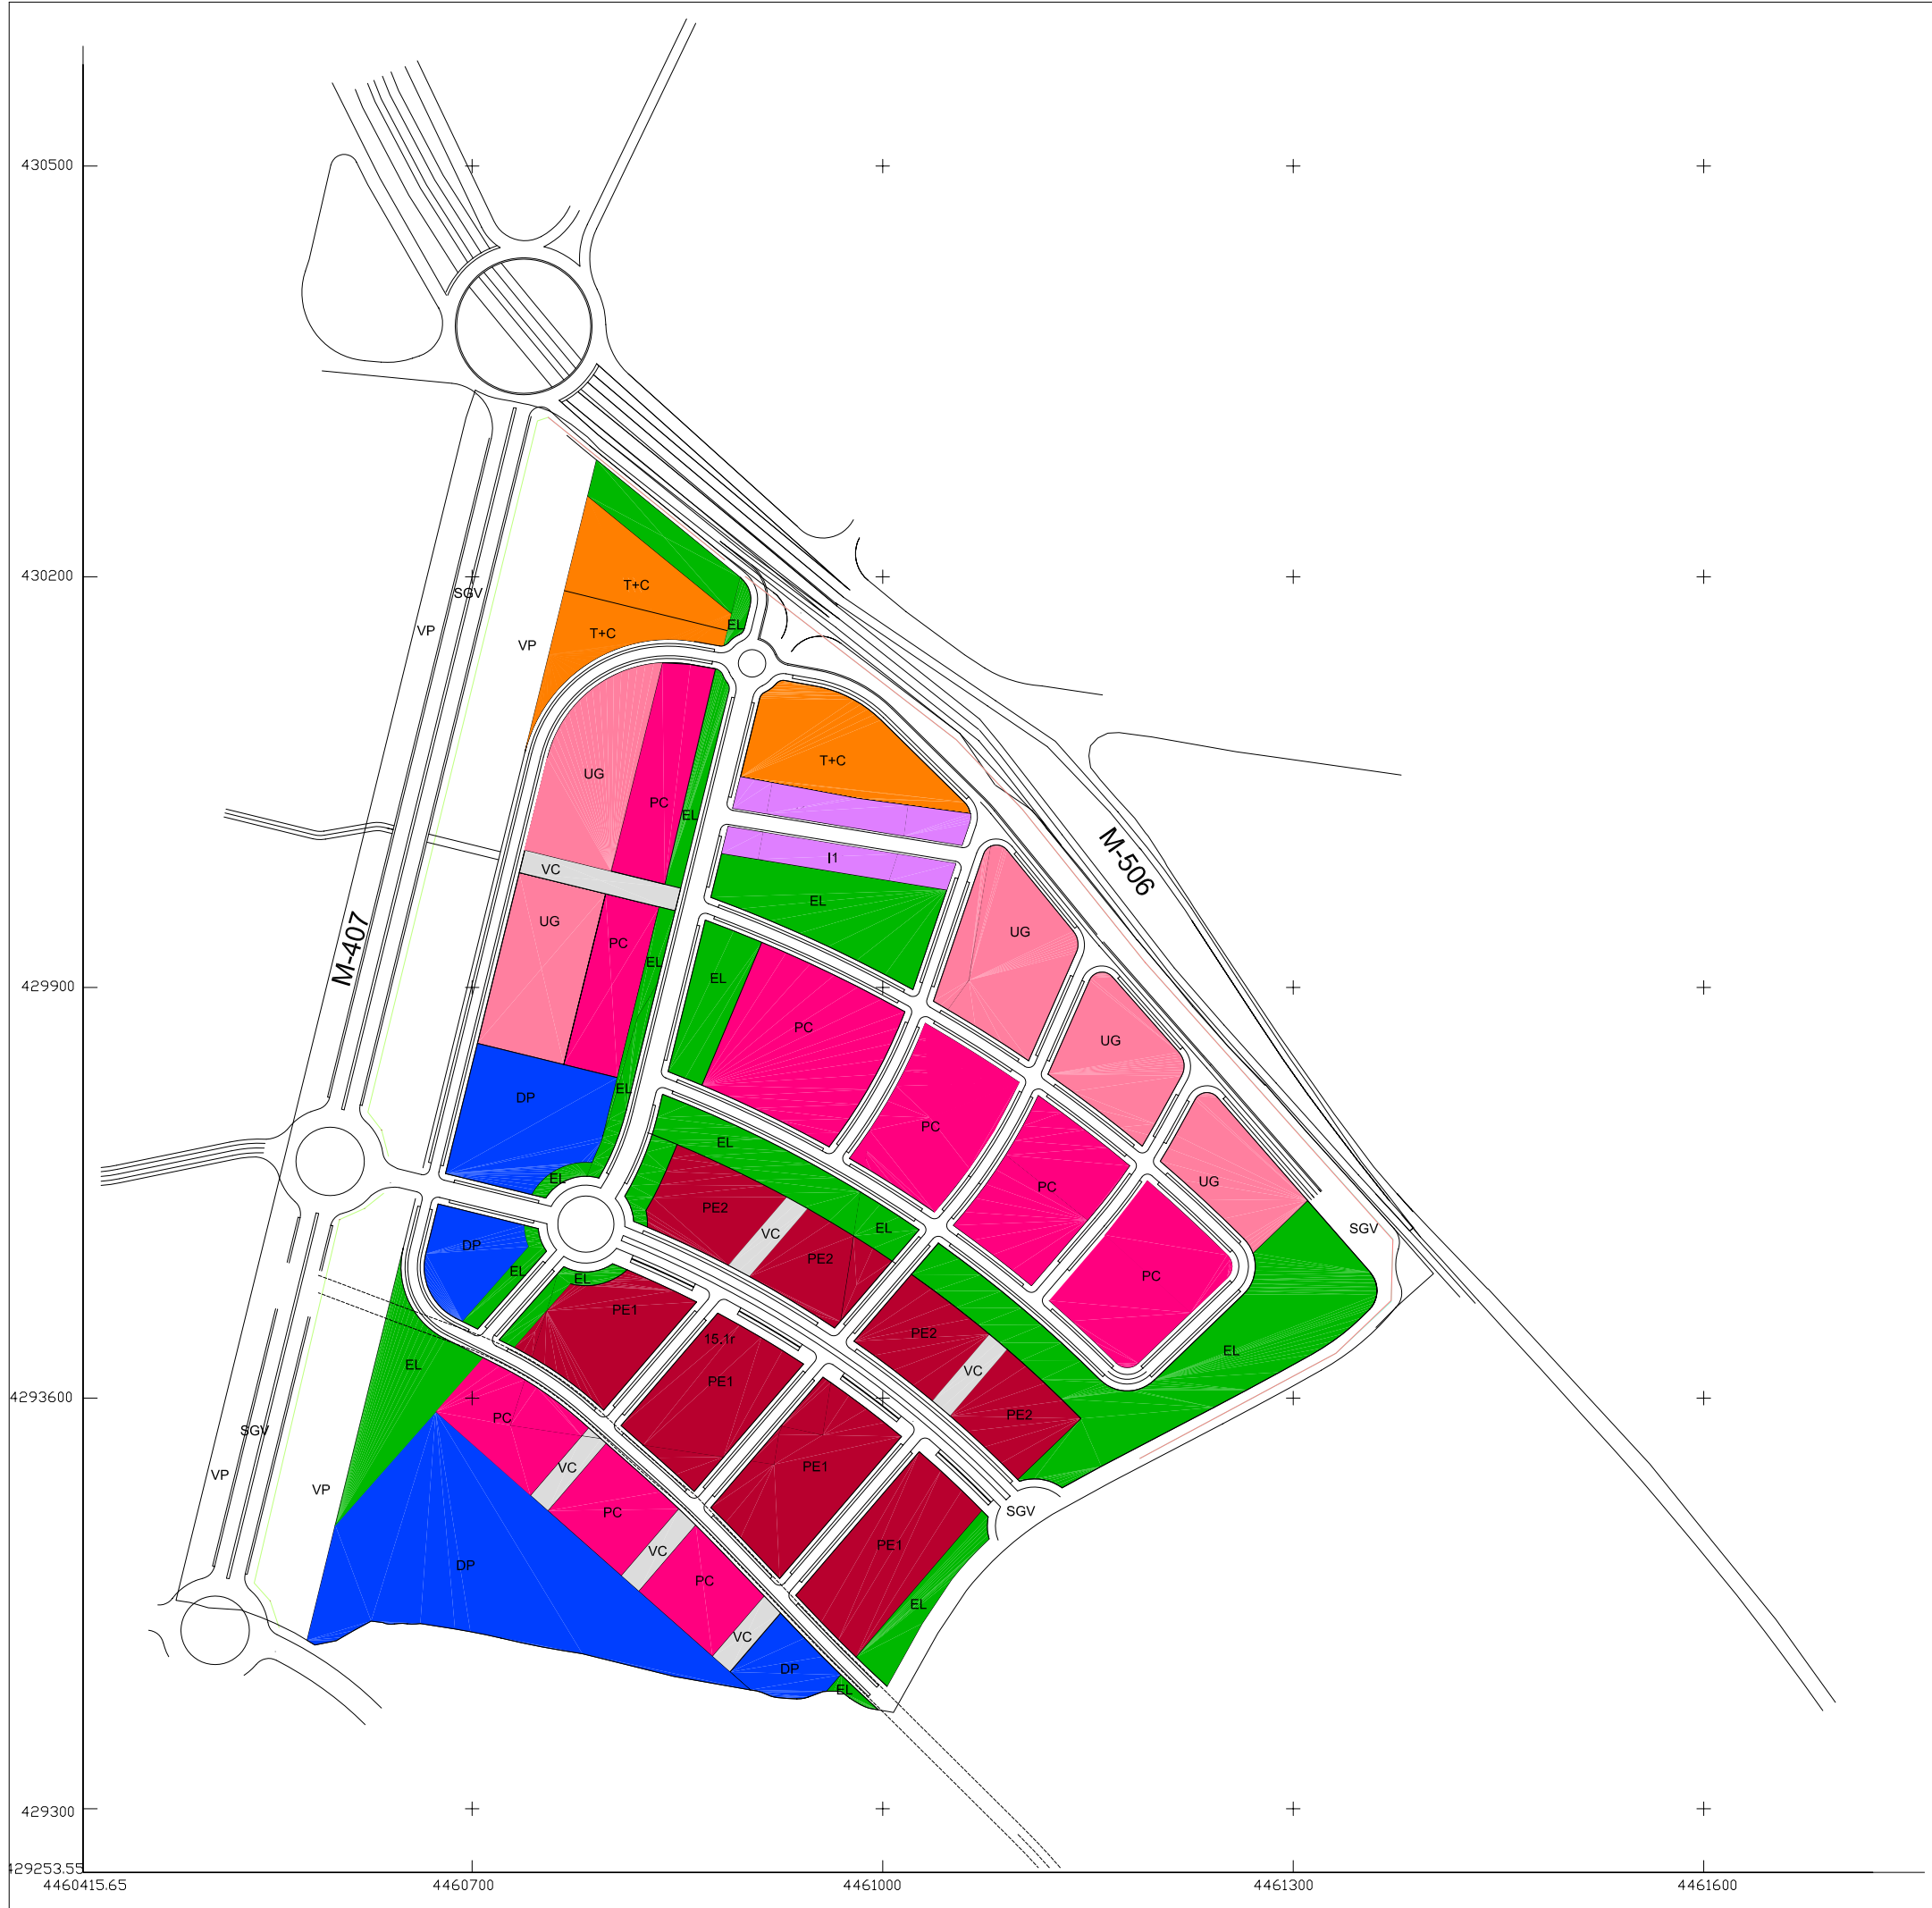 430500
430200
T+C
SGV
EL
VP
T+C
VP
T+C
UG
PC
EL
I1
VC
M-506
EL
UG
UG
PC
M-407
EL
EL
429900
PC
UG
EL
DP
PC
EL
UG
EL
PE2
PC
PC
VC
EL
SGV
DP
PE2
EL
EL
PC
PE1
PE2
15.1r
EL
EL
VC
PE1
4293600
PC
PE2
SGV
VC
PE1
VP
VP
PC
SGV
VC
PE1
DP
PC
EL
VC
DP
EL
429300
429253.55
4460415.65
4460700
4461000
4461300
4461600